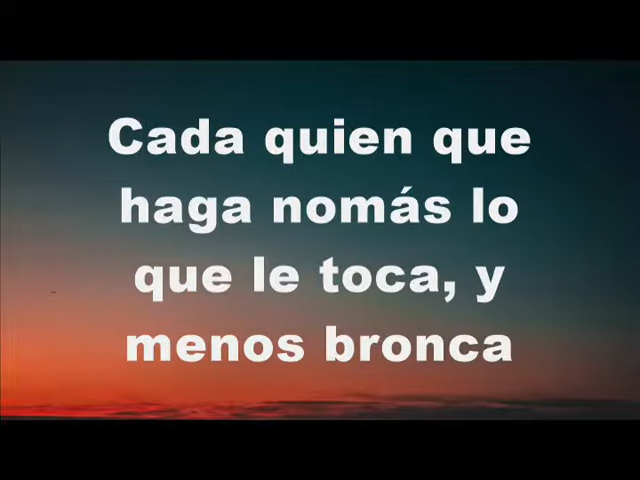 Cada quien que
haga nomás lo
que le toca, y
menos bronca